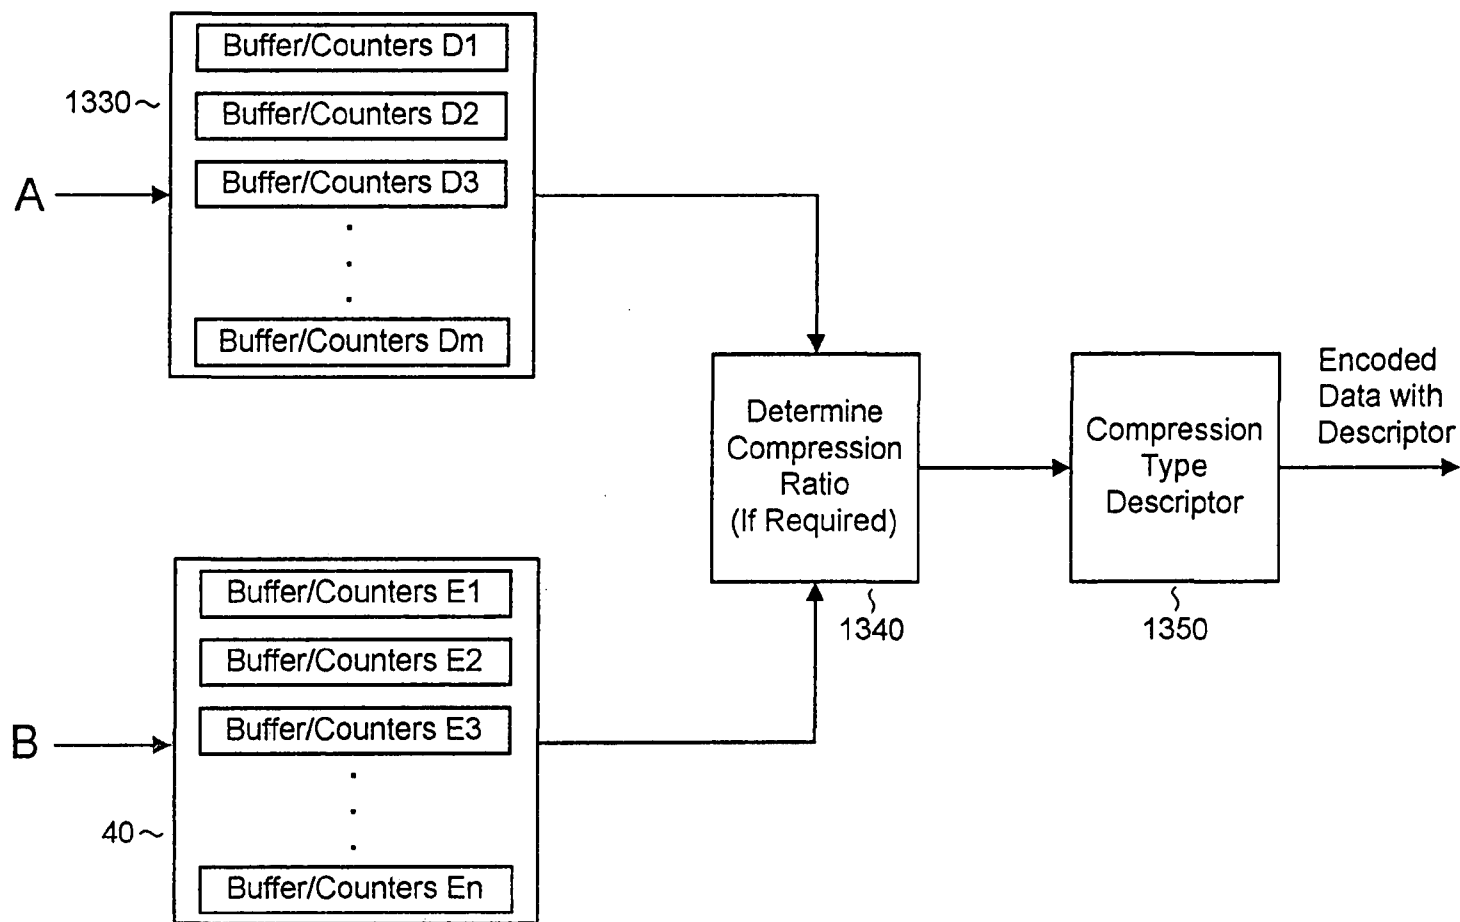 Buffer/Counters D1
1330
Buffer/Counters D2
A
Buffer/Counters D3
Buffer/Counters Dm
Determine
Compression
Ratio
(If Required)
1340
Compression
Type
Descriptor
1350
Encoded
Data with
Descriptor
Buffer/Counters E1
Buffer/Counters E2
B
Buffer/Counters E3
40
Buffer/Counters En